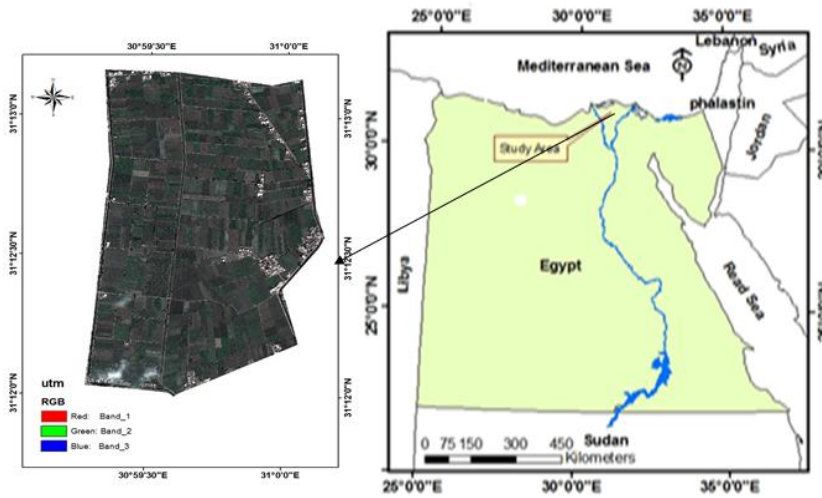 30°59'30"E
31°0'0"E
31°13'0"N
31°13'0"N
31°12'30"N
31°12'30"N
31°12'0"N
31°12'0"N
utm
RGB
Red: Band_1
Green: Band_2
Blue: Band_3
30°59'30"E
31°0'0"E
25°0'0"E
30°0'0"E
35°0'0"E
Lebanon
Syria
Mediterranean Sea
N
phalastin
Jordan
30°0'0"N
Study Area
Egypt
Libya
Read Sea
25°0'0"N
Sudan
0 75 150 300 450
Kilometers
25°0'0"E
30°0'0"E
35°0'0"E